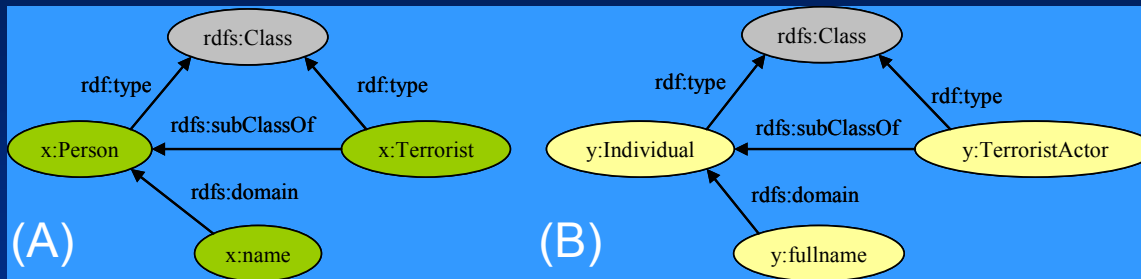 rdfs:Class
rdf:type
rdf:type
rdfs:subClassOf
x:Person
x:Terrorist
rdfs:domain
x:name
(A)
rdfs:Class
rdf:type
rdf:type
rdfs:subClassOf
y:Individual
y:TerroristActor
rdfs:domain
y:fullname
(B)